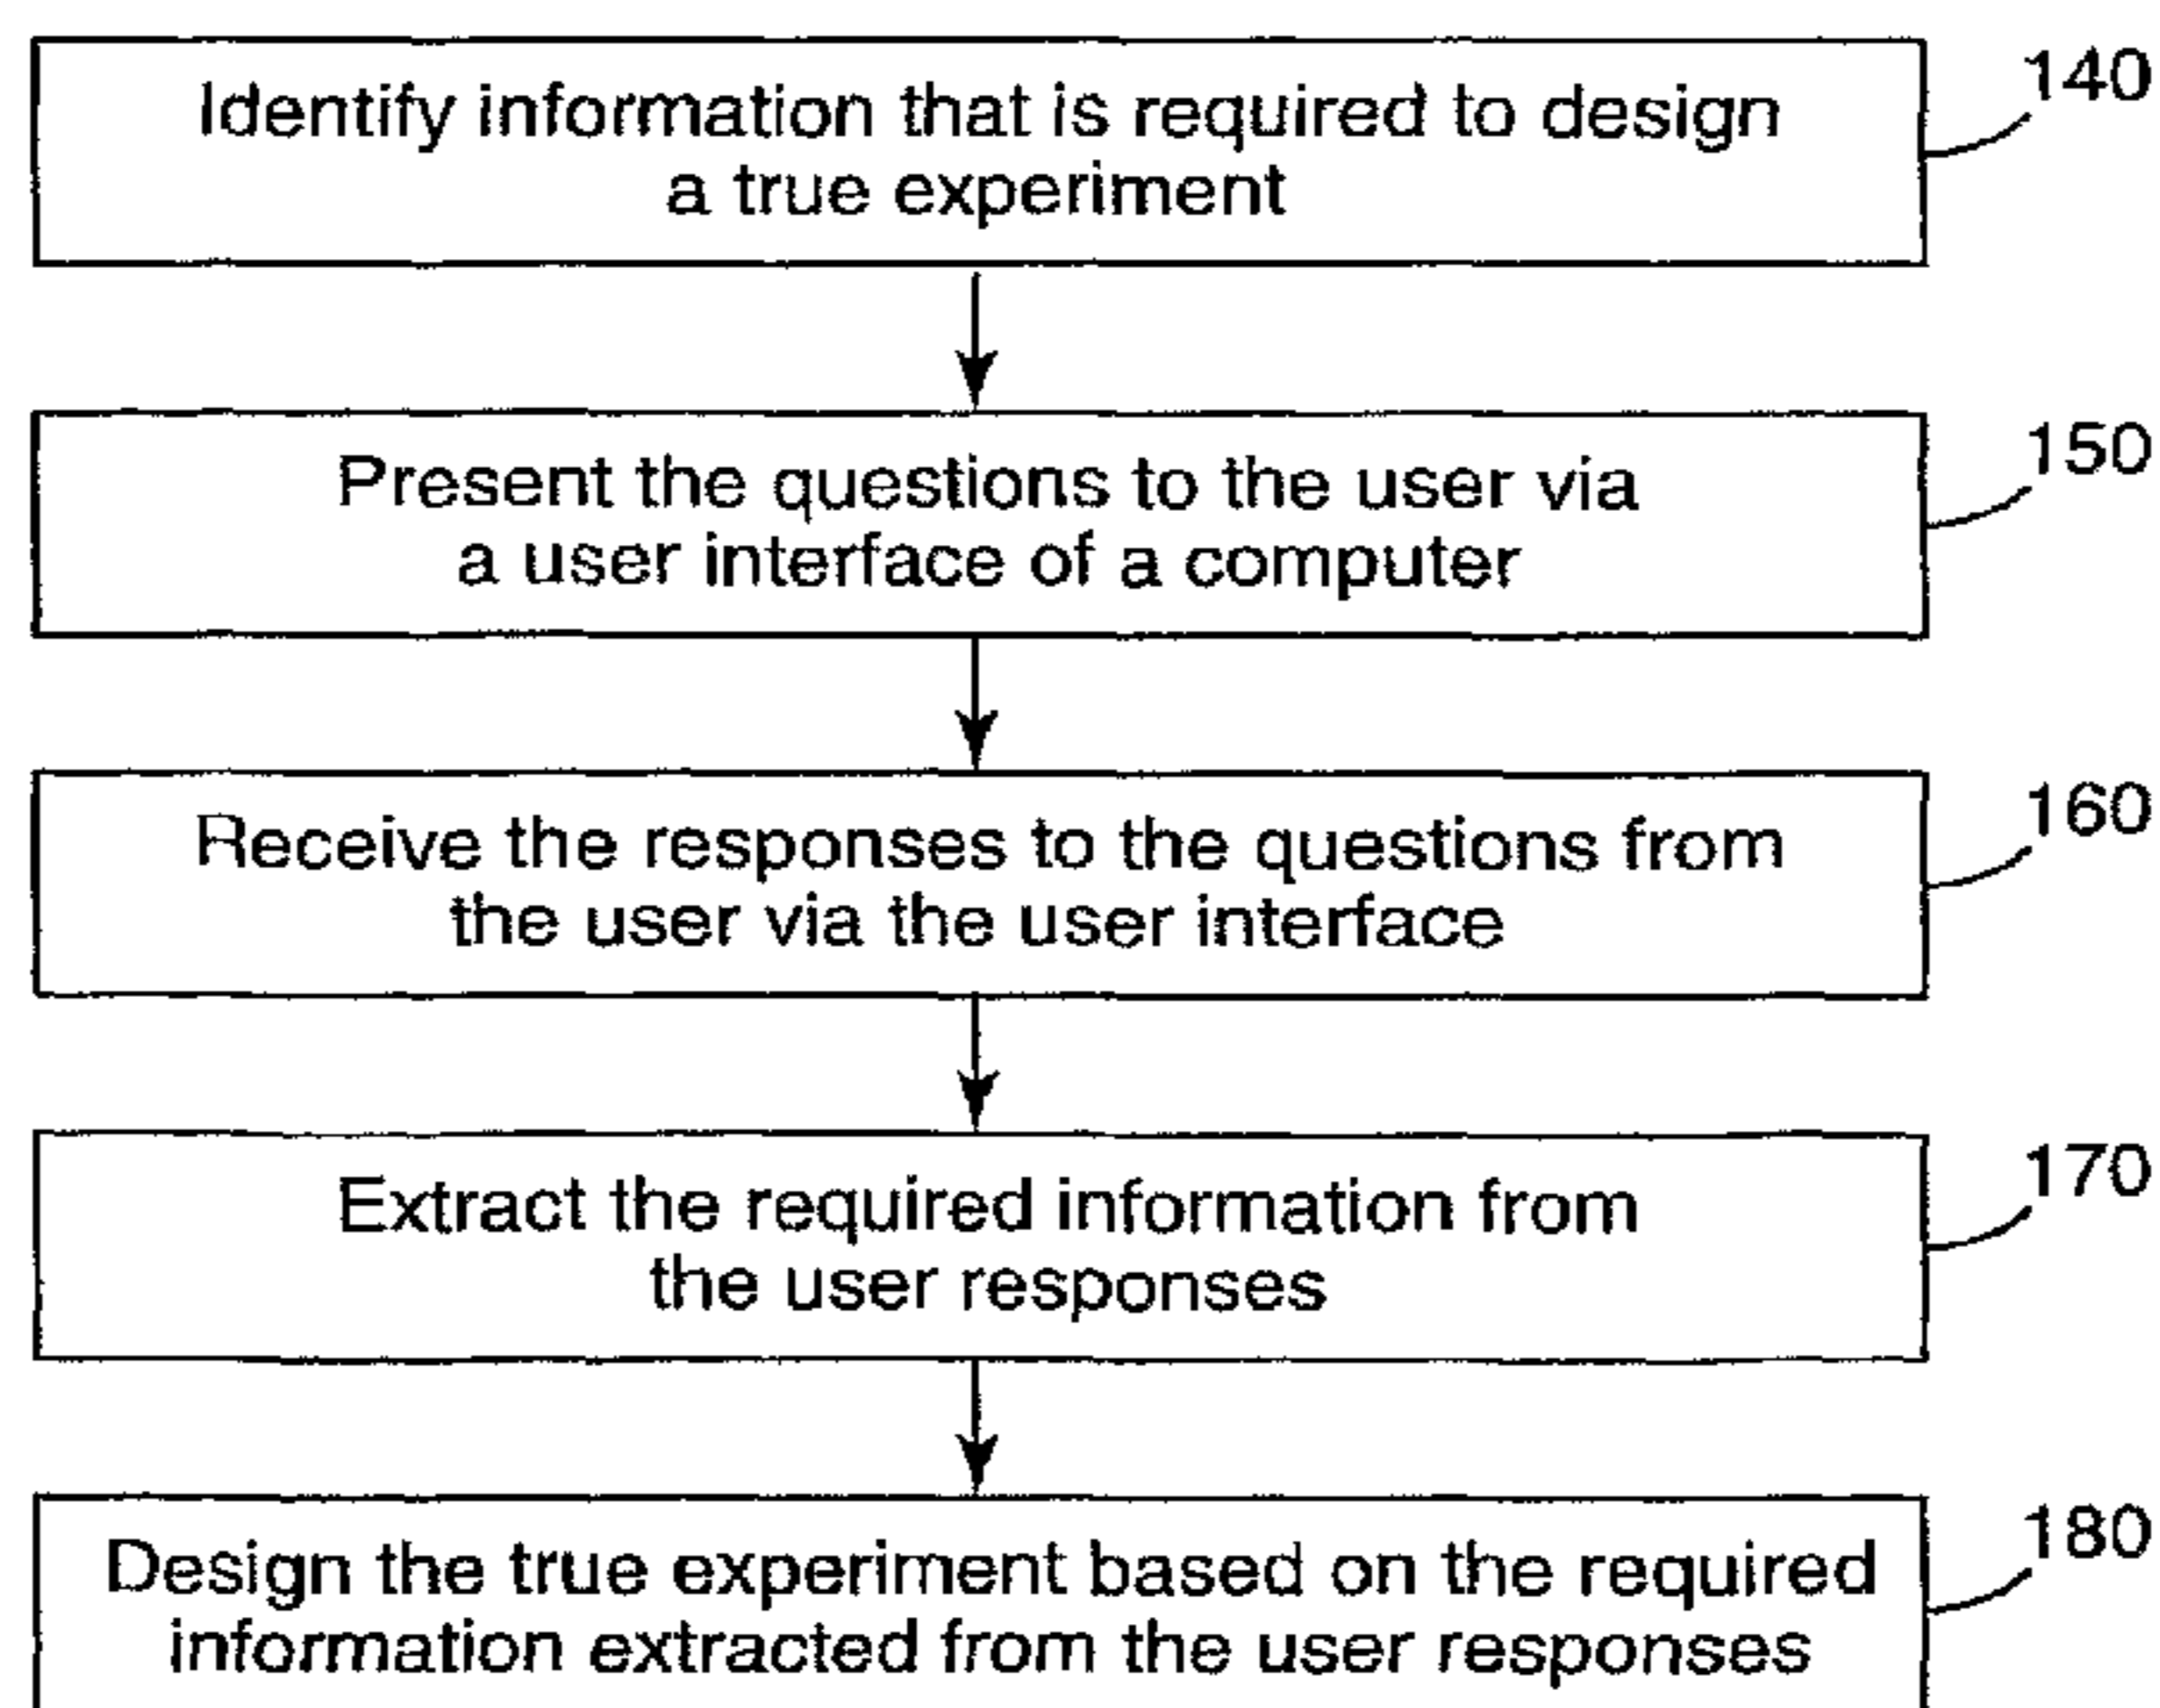 Identify information that is required to design
a true experiment
140
Present the questions to the user via
a user interface of a computer
150
Receive the responses to the questions from
the user via the user interface
160
Extract the required information from
the user responses
170
Design the true experiment based on the required
information extracted from the user responses
180